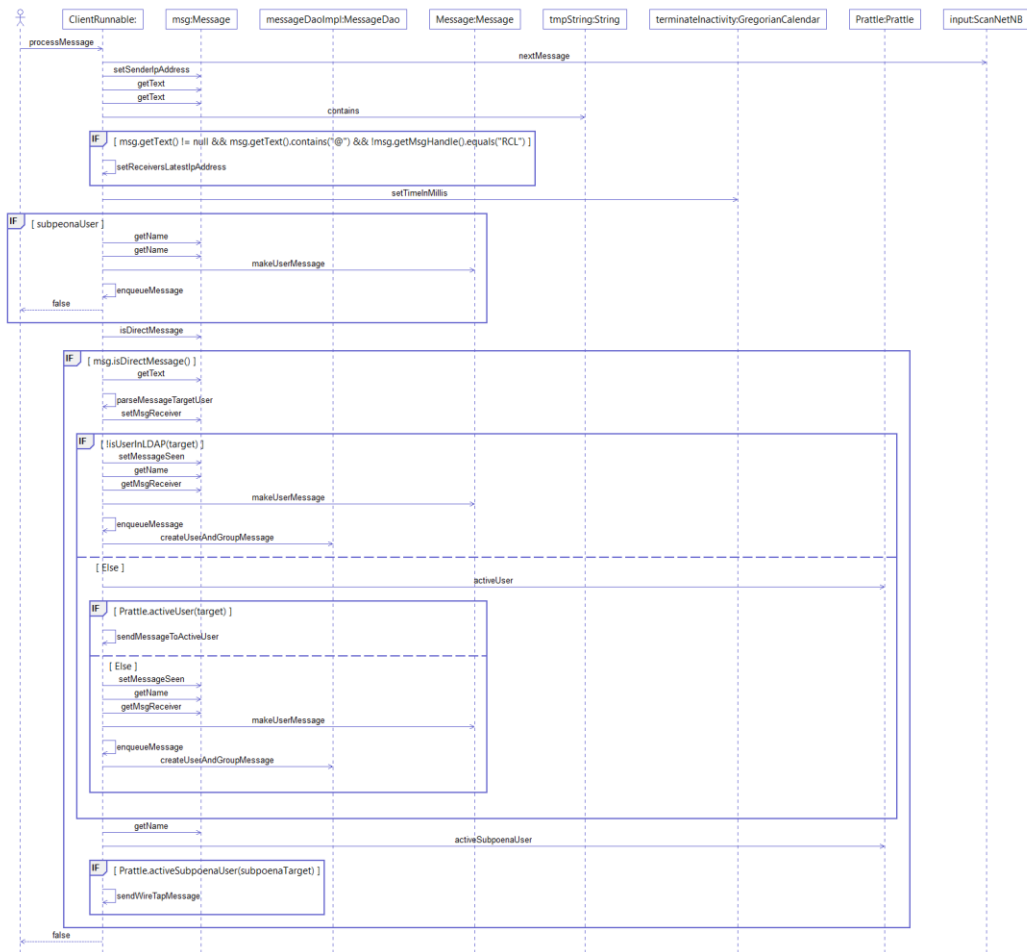 ClientRunnable: msg:Message messageDaoImpl:MessageDao Message:Message tmpString:String terminateInactivity:GregorianCalendar Prattle:Prattle input:ScanNetNB
processMessage
nextMessage
setSenderIpAddress
getText
getText
contains
IF [ msg.getText() != null && msg.getText().contains("@") && !msg.getMsgHandle().equals("RCL") ]
setReceiversLatestIpAddress
setTimeInMillis
IF [ subpeonaUser ]
getName
getName
makeUserMessage
enqueueMessage
false
isDirectMessage
IF [ msg.isDirectMessage() ]
getText
parseMessageTargetUser
setMsgReceiver
IF [ !isUserInLDAP(target) ]
setMessageSeen
getName
getMsgReceiver
makeUserMessage
enqueueMessage
createUserAndGroupMessage
[ Else ]
activeUser
IF [ Prattle.activeUser(target) ]
sendMessageToActiveUser
[ Else ]
setMessageSeen
getName
getMsgReceiver
makeUserMessage
enqueueMessage
createUserAndGroupMessage
getName
activeSubpoenaUser
IF [ Prattle.activeSubpoenaUser(subpoenaTarget) ]
sendWireTapMessage
false